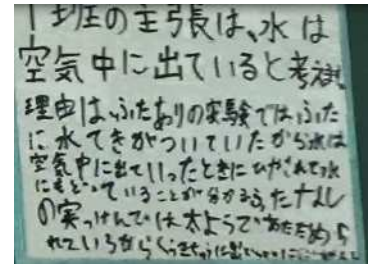 1班の主張は、水は
空気中に出ていると考え
理由は、ふたありの実験では、ふた
に水てきがついていたから水は
空気中に出ていったときにひやされて水
にもどっていることが分かる。ふたナシ
の実っけんでは太ようであたためら
れているから